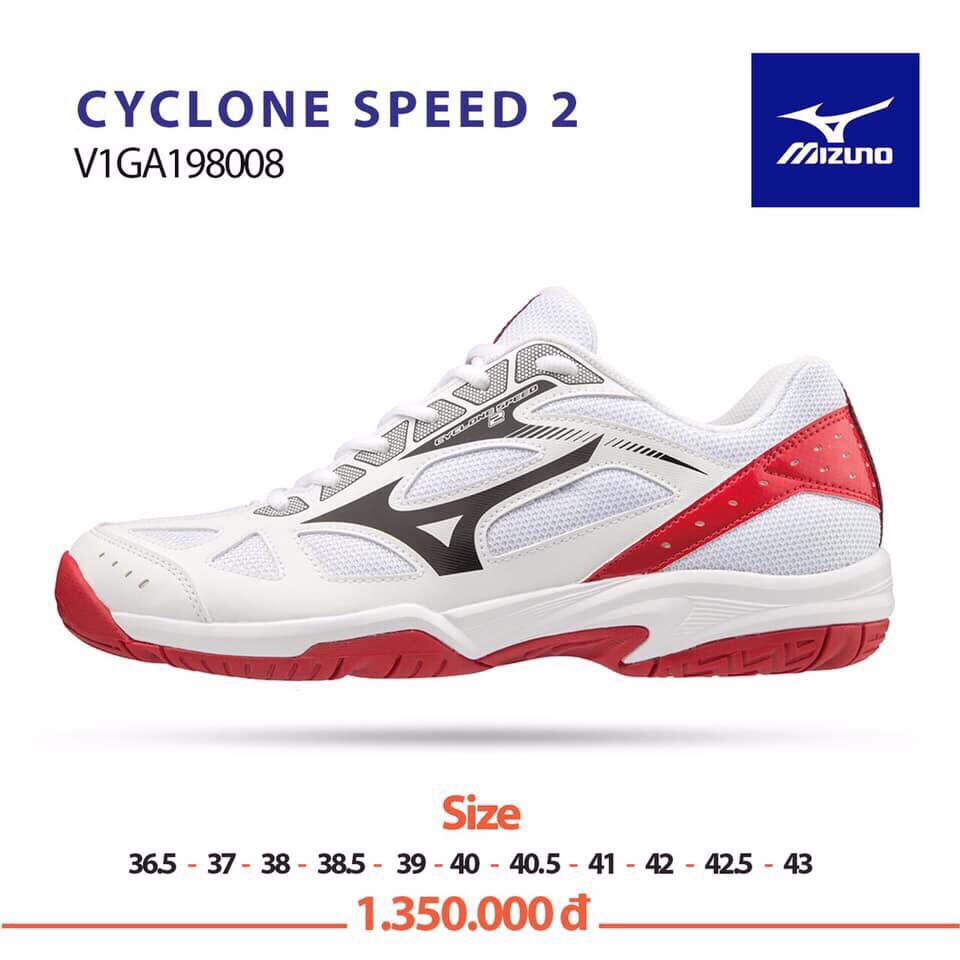 CYCLONE SPEED 2
V1GA198008
MIZUNO
CYCLONE SPEED
2
Size
36.5 - 37 - 38 - 38.5 - 39 - 40 - 40.5 - 41 - 42 - 42.5 - 43
1.350.000 đ